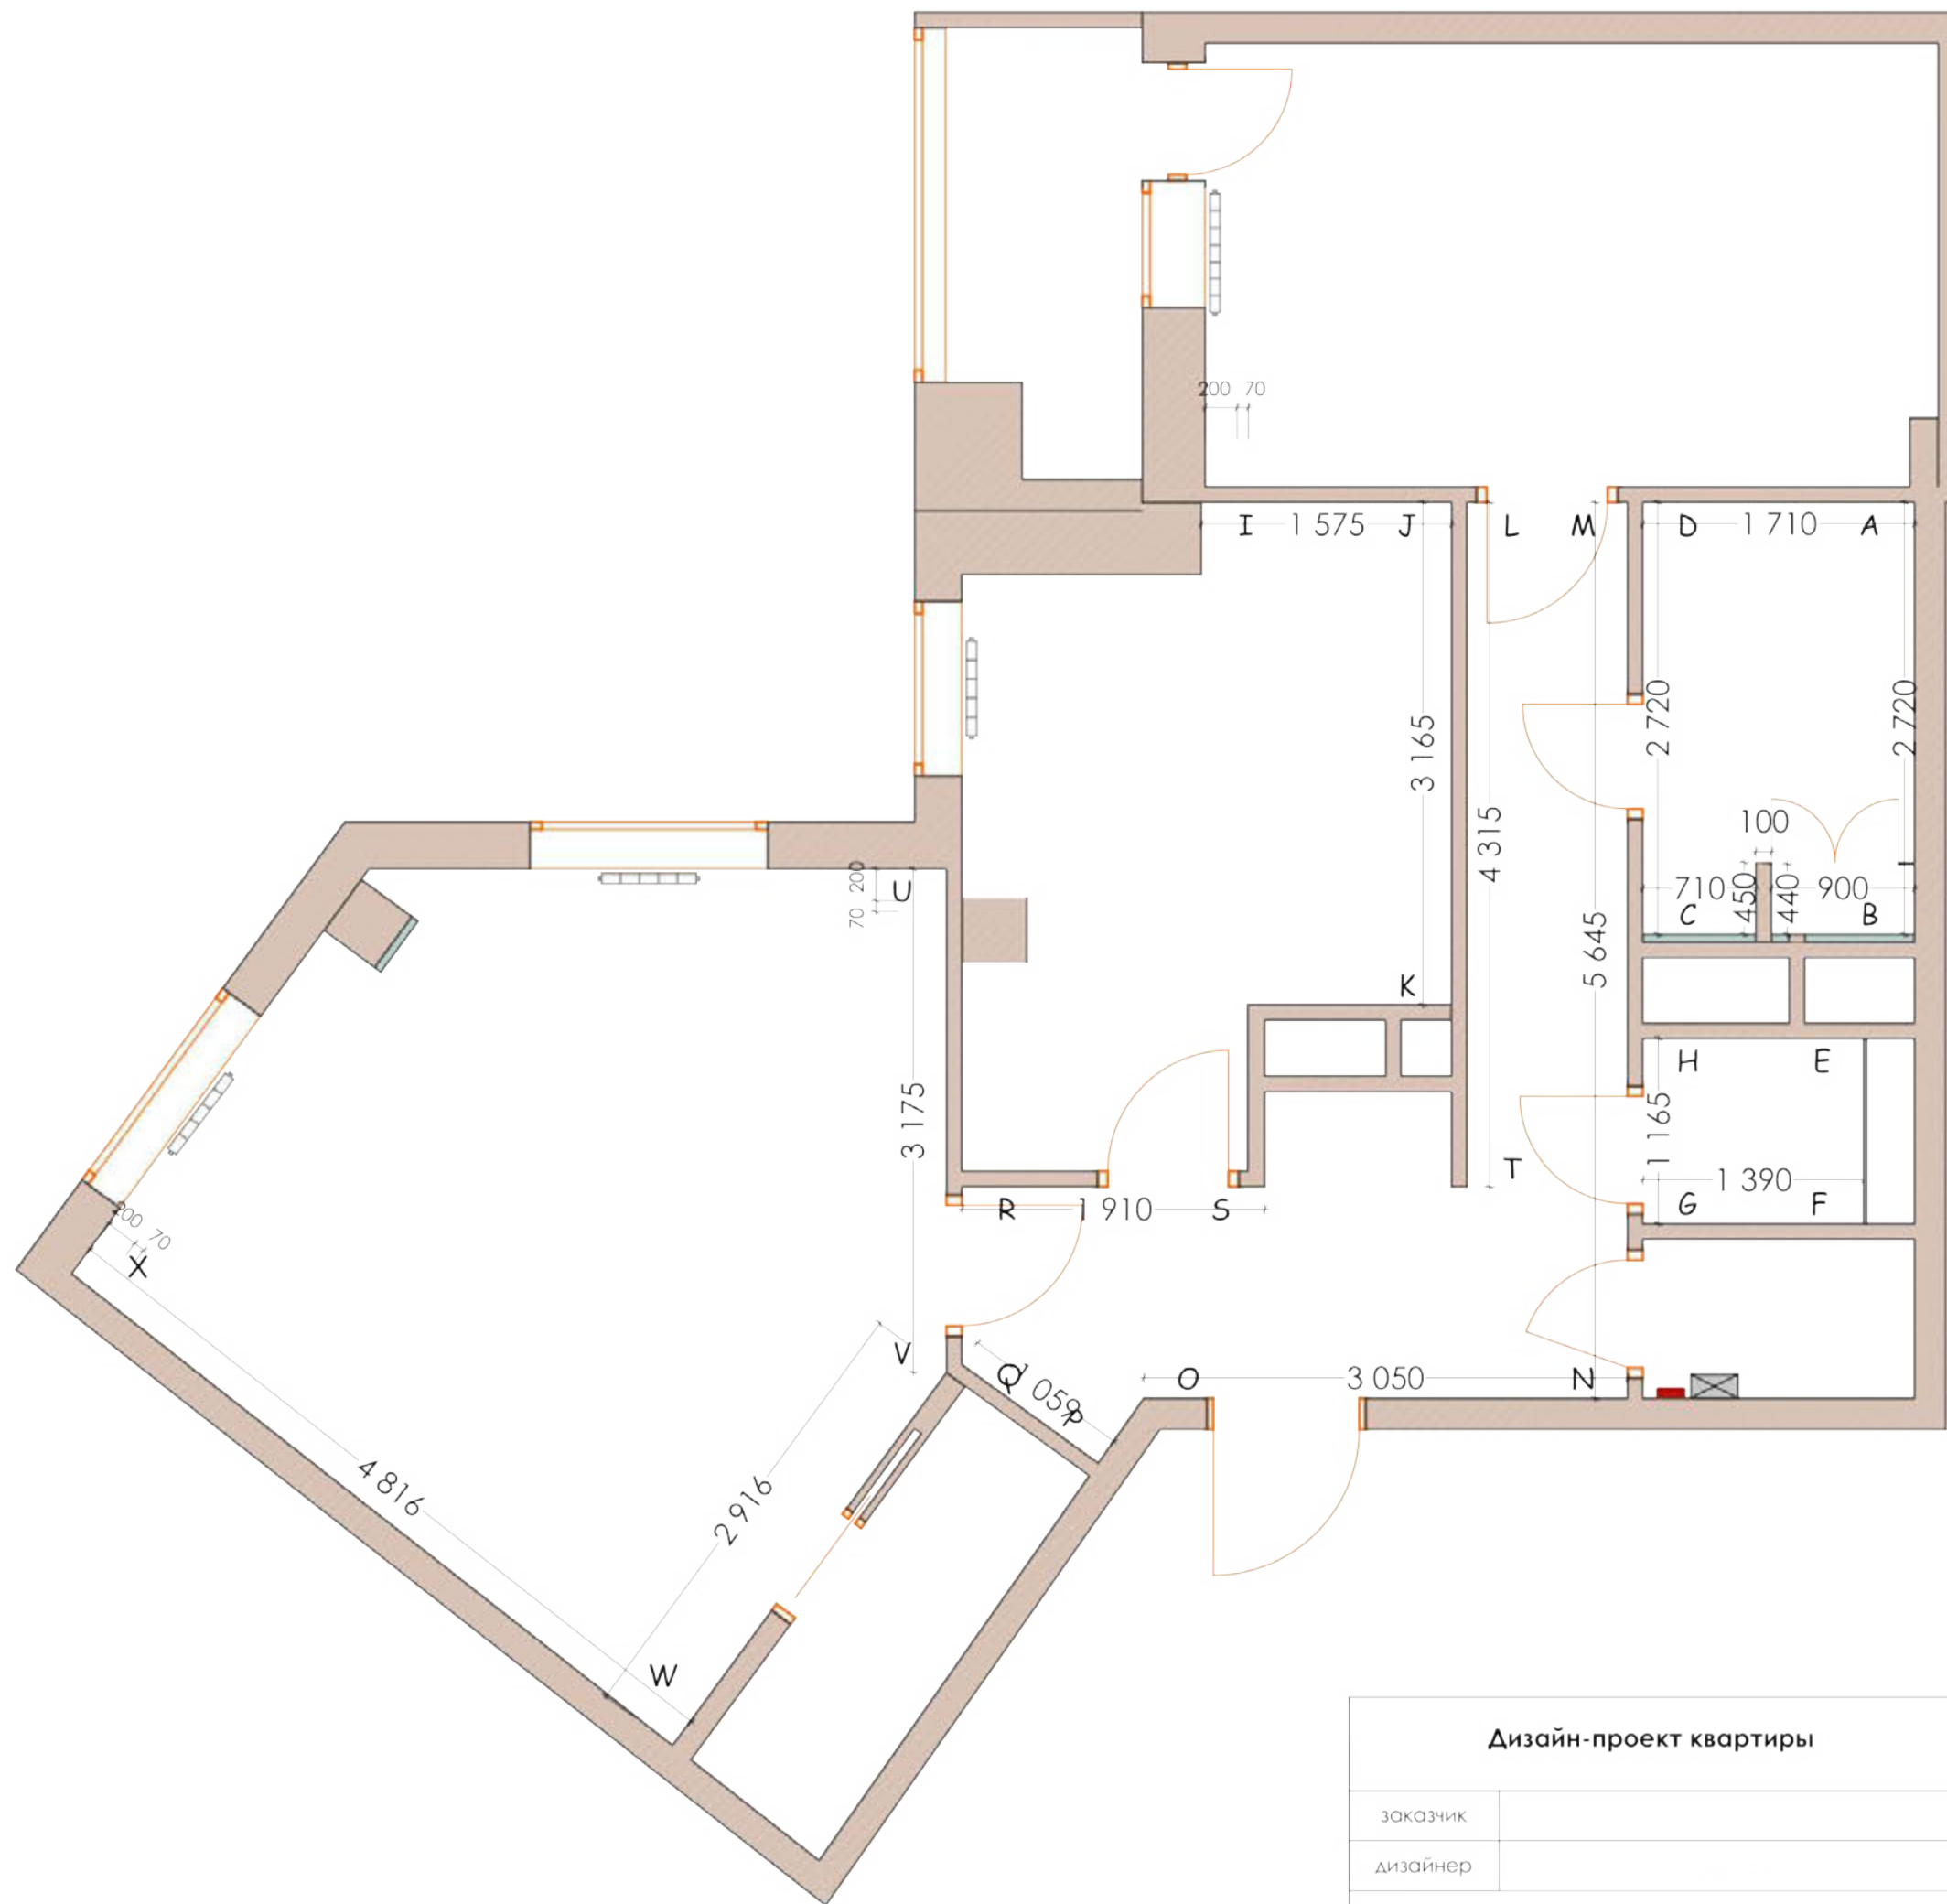 200 70
I 1 575 J L M D 1 710 A
2 720
2 720
3 165
4 315
100
710 450 440 900
C B
200
70
U
5 645
K
H E
3 175
1 165
T
1 390
R 1 910 S G F
200 70
X
V
Q 1 059 P
O 3 050 N
4 816
2 916
W
Дизайн-проект квартиры
заказчик
дизайнер